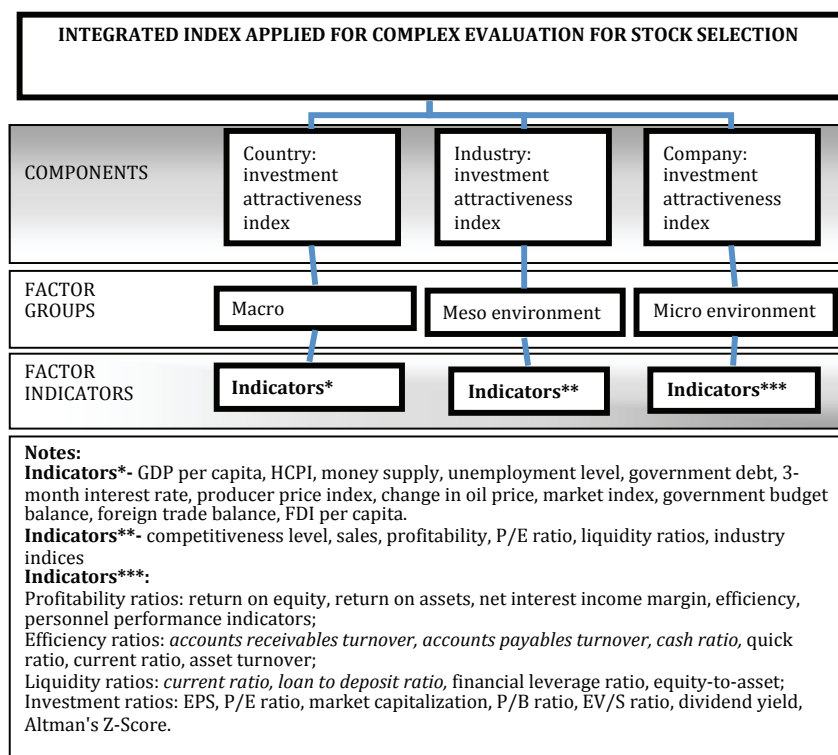 INTEGRATED INDEX APPLIED FOR COMPLEX EVALUATION FOR STOCK SELECTION
COMPONENTS
Country:
investment
attractiveness
index
Industry:
investment
attractiveness
index
Company:
investment
attractiveness
index
FACTOR
GROUPS
Macro
Meso environment
Micro environment
FACTOR
INDICATORS
Indicators*
Indicators**
Indicators***
Notes:
Indicators*- GDP per capita, HCPI, money supply, unemployment level, government debt, 3-
month interest rate, producer price index, change in oil price, market index, government budget
balance, foreign trade balance, FDI per capita.
Indicators**- competitiveness level, sales, profitability, P/E ratio, liquidity ratios, industry
indices
Indicators***:
Profitability ratios: return on equity, return on assets, net interest income margin, efficiency,
personnel performance indicators;
Efficiency ratios: accounts receivables turnover, accounts payables turnover, cash ratio, quick
ratio, current ratio, asset turnover;
Liquidity ratios: current ratio, loan to deposit ratio, financial leverage ratio, equity-to-asset;
Investment ratios: EPS, P/E ratio, market capitalization, P/B ratio, EV/S ratio, dividend yield,
Altman's Z-Score.